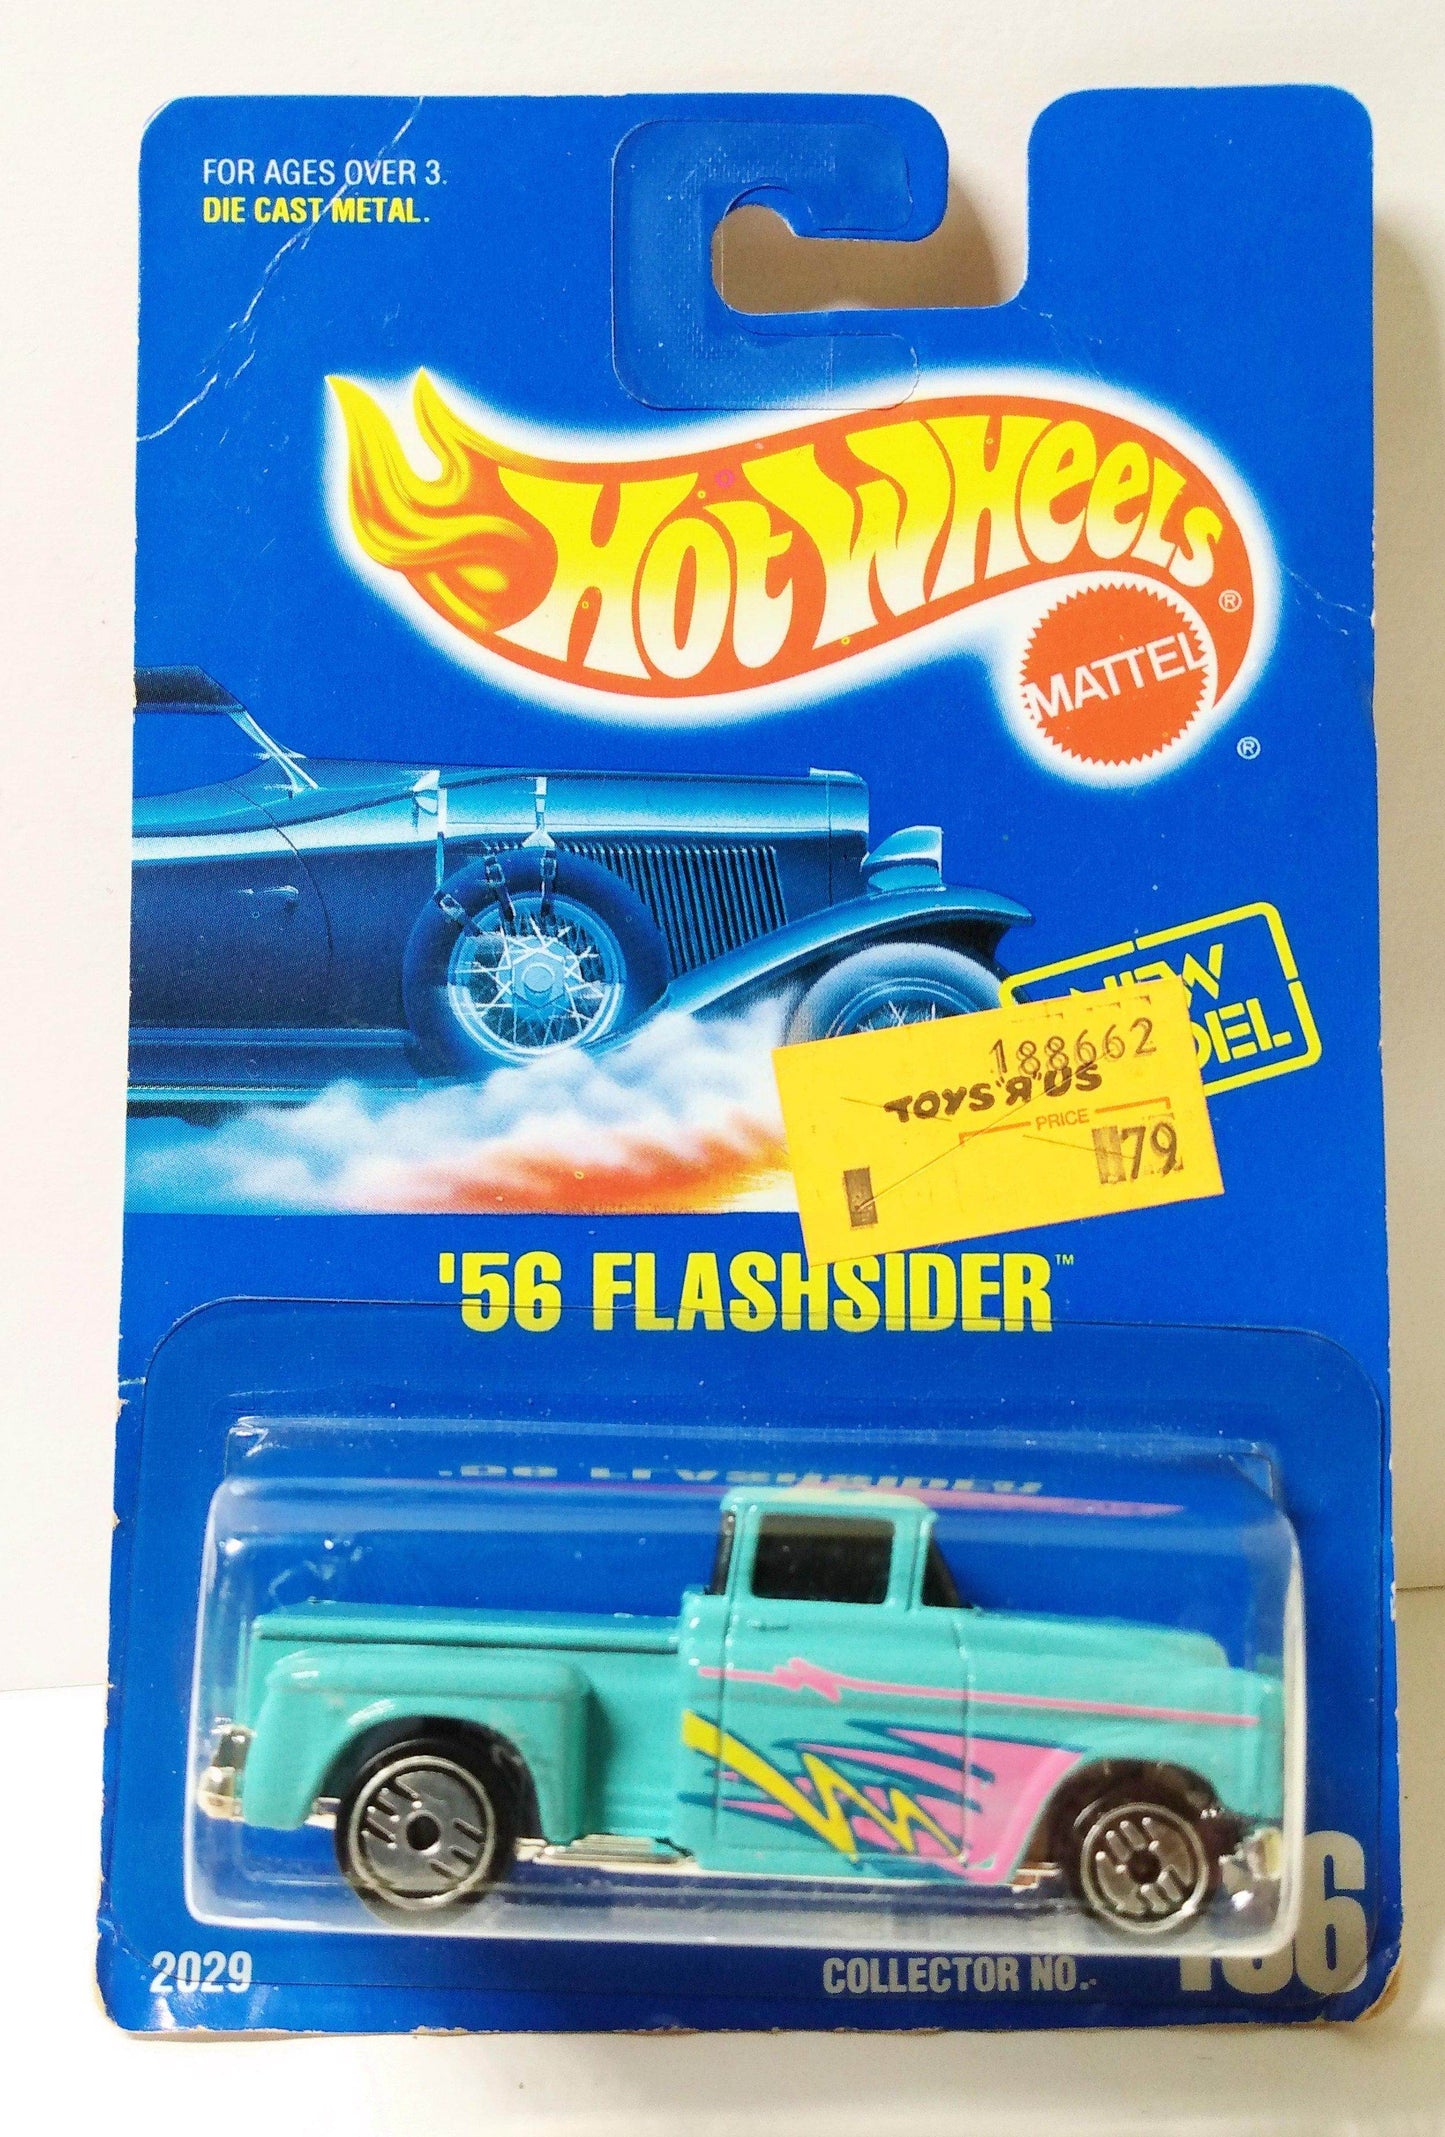 FOR AGES OVER 3.
DIE CAST METAL.
HOT WHEELS ®
MATTEL
®
188662
TOYS "R" US
PRICE
79
'56 FLASHSIDER™
2029
COLLECTOR NO.